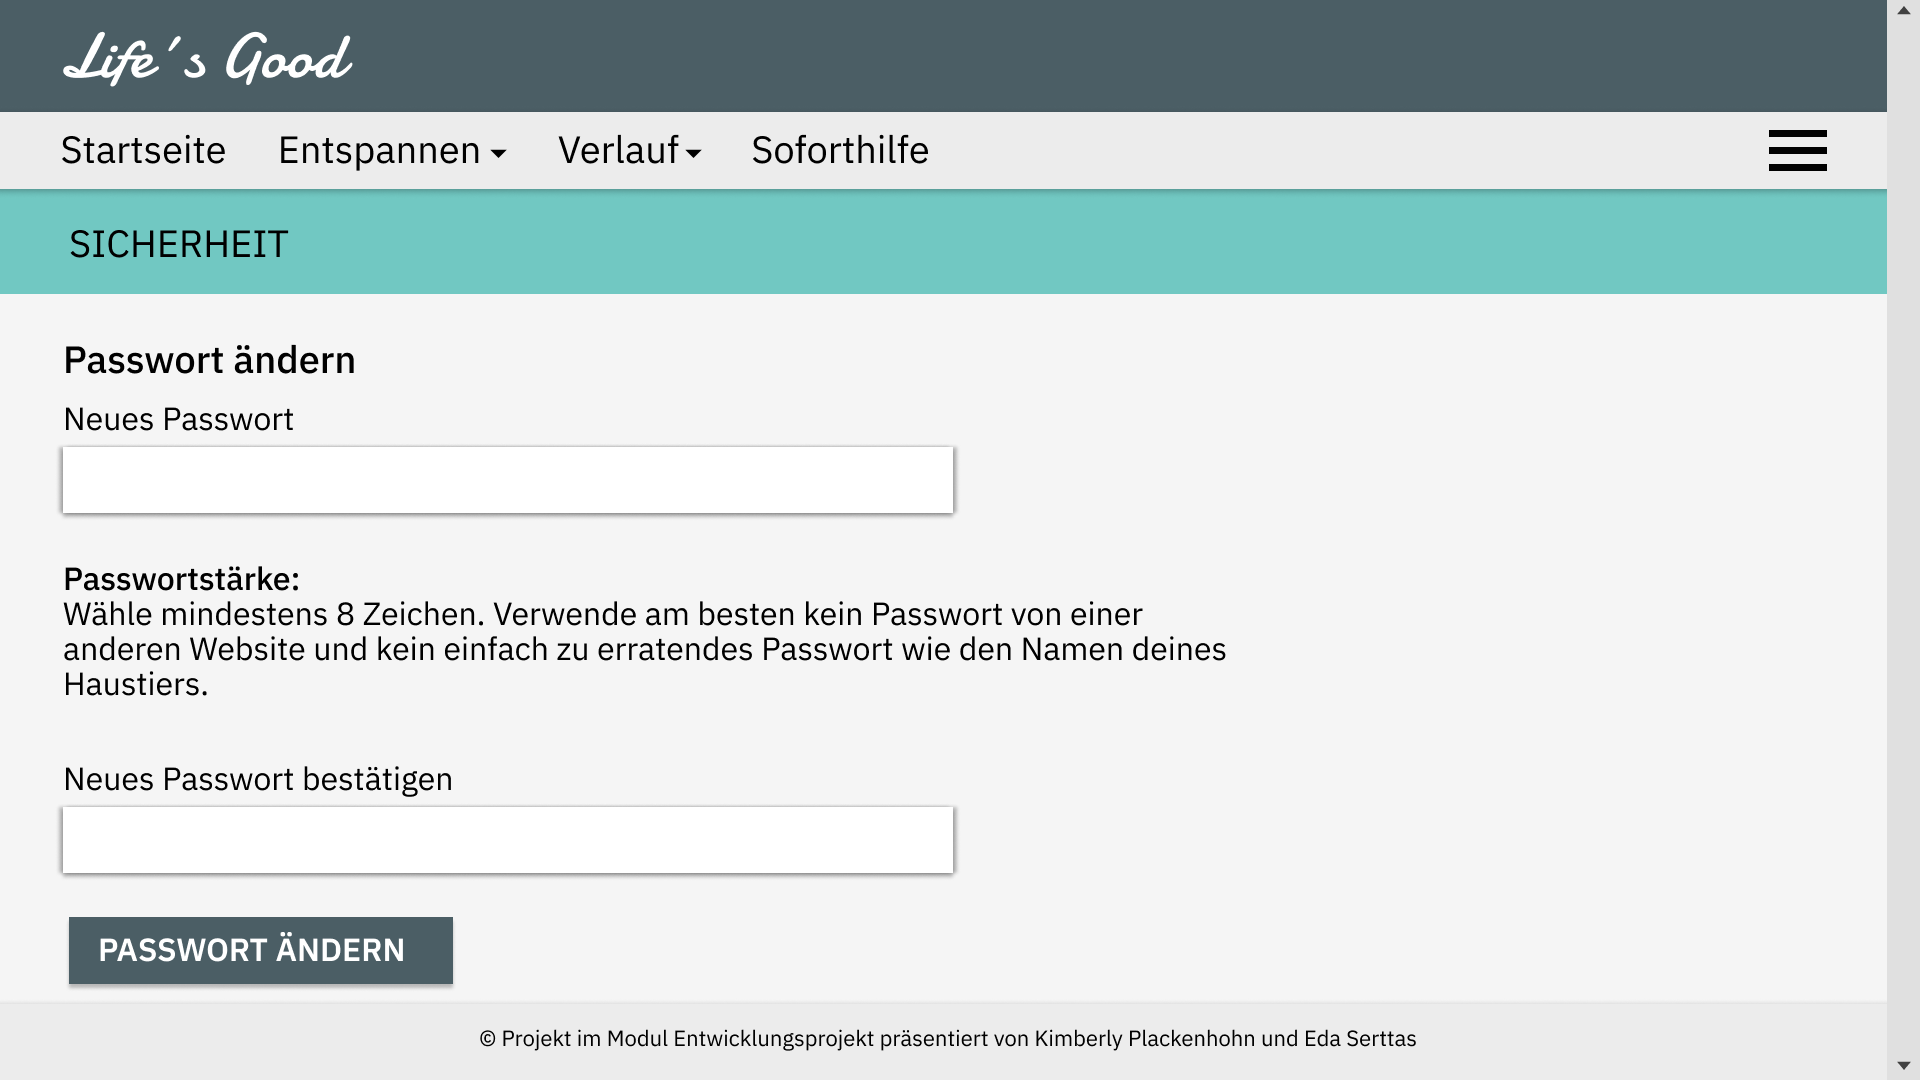 Life´s Good
Startseite Entspannen Verlauf Soforthilfe
SICHERHEIT
Passwort ändern
Neues Passwort
Passwortstärke:
Wähle mindestens 8 Zeichen. Verwende am besten kein Passwort von einer
anderen Website und kein einfach zu erratendes Passwort wie den Namen deines
Haustiers.
Neues Passwort bestätigen
PASSWORT ÄNDERN
© Projekt im Modul Entwicklungsprojekt präsentiert von Kimberly Plackenhohn und Eda Serttas